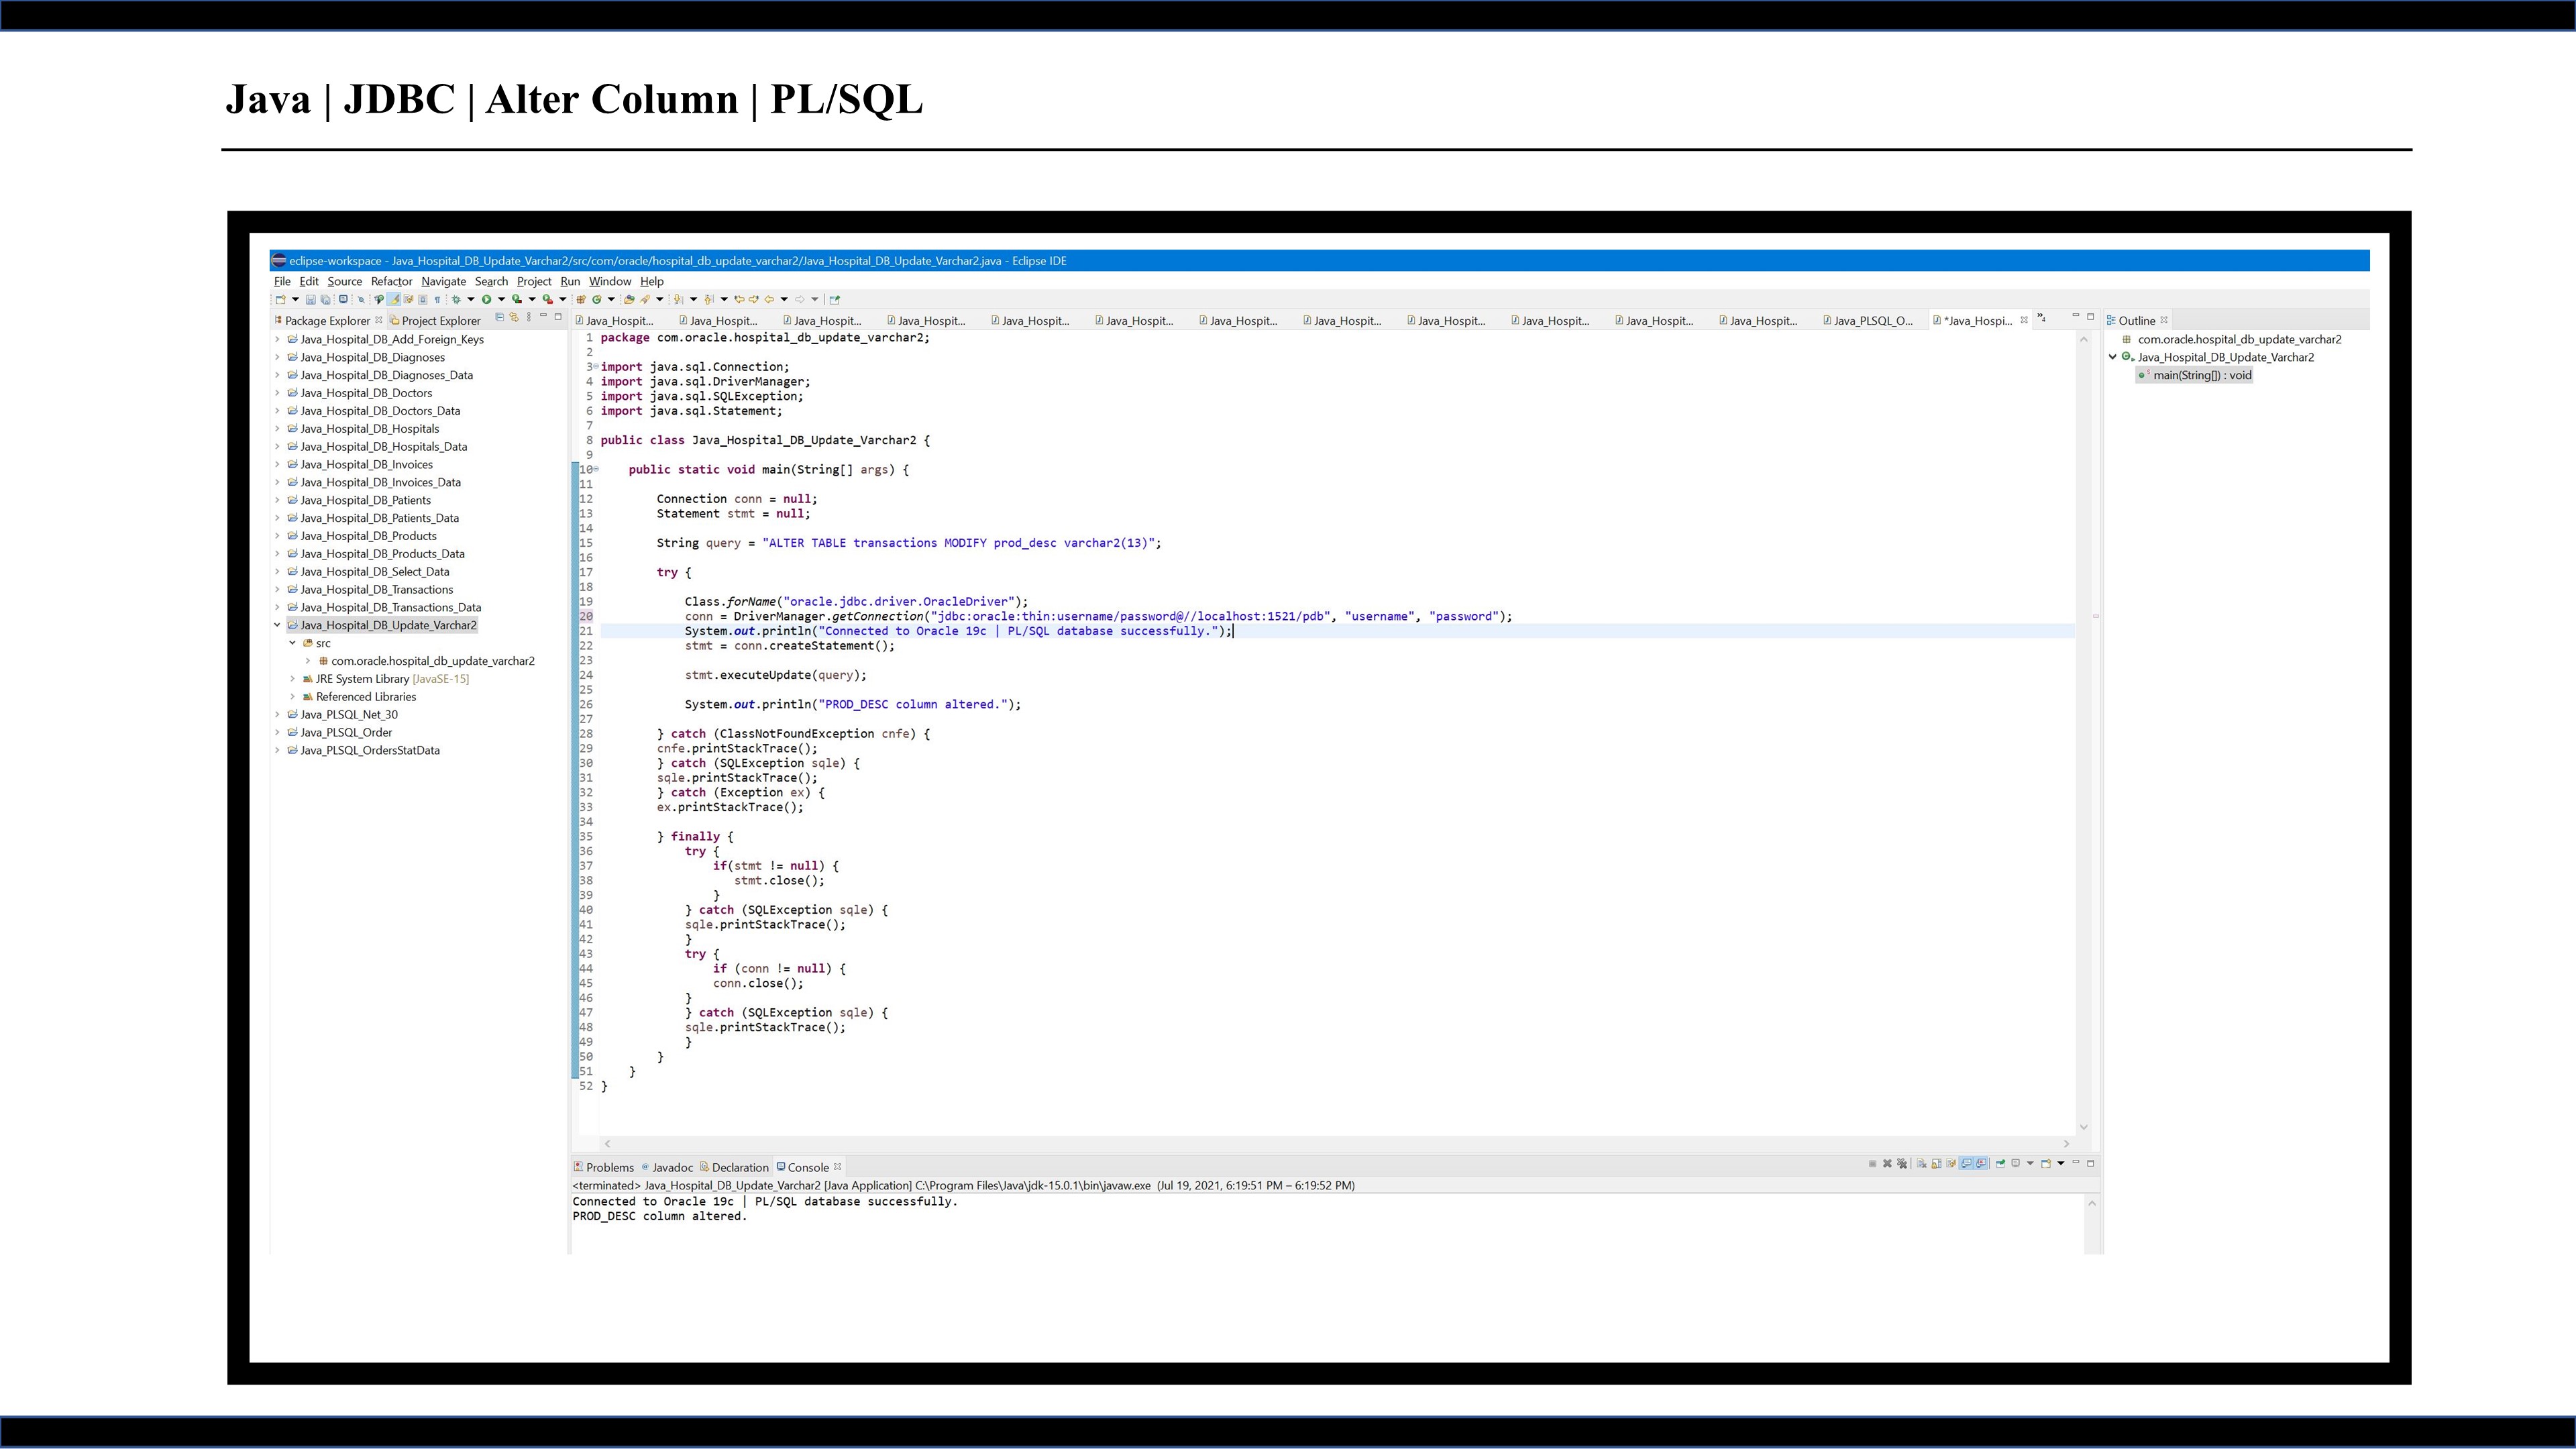 Java | JDBC | Alter Column | PL/SQL
eclipse-workspace - Java_Hospital_DB_Update_Varchar2/src/com/oracle/hospital_db_update_varchar2/Java_Hospital_DB_Update_Varchar2.java - Eclipse IDE
File Edit Source Refactor Navigate Search Project Run Window Help
Package Explorer Project Explorer
Java_Hospital_DB_Add_Foreign_Keys
Java_Hospital_DB_Diagnoses
Java_Hospital_DB_Diagnoses_Data
Java_Hospital_DB_Doctors
Java_Hospital_DB_Doctors_Data
Java_Hospital_DB_Hospitals
Java_Hospital_DB_Hospitals_Data
Java_Hospital_DB_Invoices
Java_Hospital_DB_Invoices_Data
Java_Hospital_DB_Patients
Java_Hospital_DB_Patients_Data
Java_Hospital_DB_Products
Java_Hospital_DB_Products_Data
Java_Hospital_DB_Select_Data
Java_Hospital_DB_Transactions
Java_Hospital_DB_Transactions_Data
Java_Hospital_DB_Update_Varchar2
src
com.oracle.hospital_db_update_varchar2
JRE System Library [JavaSE-15]
Referenced Libraries
Java_PLSQL_Net_30
Java_PLSQL_Order
Java_PLSQL_OrdersStatData
Java_Hospit... Java_Hospit... Java_Hospit... Java_Hospit... Java_Hospit... Java_Hospit... Java_Hospit... Java_Hospit... Java_Hospit... Java_Hospit... Java_Hospit... Java_Hospit... Java_PLSQL_O... *Java_Hospi... »4
1 package com.oracle.hospital_db_update_varchar2;
2
3 import java.sql.Connection;
4 import java.sql.DriverManager;
5 import java.sql.SQLException;
6 import java.sql.Statement;
7
8 public class Java_Hospital_DB_Update_Varchar2 {
9
10 public static void main(String[] args) {
11
12 Connection conn = null;
13 Statement stmt = null;
14
15 String query = "ALTER TABLE transactions MODIFY prod_desc varchar2(13)";
16
17 try {
18
19 Class.forName("oracle.jdbc.driver.OracleDriver");
20 conn = DriverManager.getConnection("jdbc:oracle:thin:username/password@//localhost:1521/pdb", "username", "password");
21 System.out.println("Connected to Oracle 19c | PL/SQL database successfully.");
22 stmt = conn.createStatement();
23
24 stmt.executeUpdate(query);
25
26 System.out.println("PROD_DESC column altered.");
27
28 } catch (ClassNotFoundException cnfe) {
29 cnfe.printStackTrace();
30 } catch (SQLException sqle) {
31 sqle.printStackTrace();
32 } catch (Exception ex) {
33 ex.printStackTrace();
34
35 } finally {
36 try {
37 if(stmt != null) {
38 stmt.close();
39 }
40 } catch (SQLException sqle) {
41 sqle.printStackTrace();
42 }
43 try {
44 if (conn != null) {
45 conn.close();
46 }
47 } catch (SQLException sqle) {
48 sqle.printStackTrace();
49 }
50 }
51 }
52 }
Outline
com.oracle.hospital_db_update_varchar2
Java_Hospital_DB_Update_Varchar2
main(String[]) : void
Problems Javadoc Declaration Console
<terminated> Java_Hospital_DB_Update_Varchar2 [Java Application] C:\Program Files\Java\jdk-15.0.1\bin\javaw.exe (Jul 19, 2021, 6:19:51 PM – 6:19:52 PM)
Connected to Oracle 19c | PL/SQL database successfully.
PROD_DESC column altered.